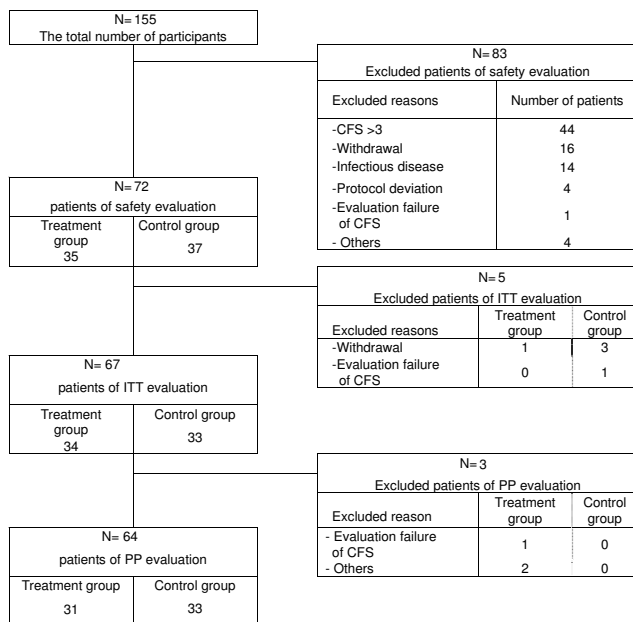 N= 155
The total number of participants
N= 83
Excluded patients of safety evaluation
Excluded reasons Number of patients
-CFS >3 44
-Withdrawal 16
-Infectious disease 14
-Protocol deviation 4
-Evaluation failure
of CFS 1
- Others 4
N= 72
patients of safety evaluation
Treatment
group
35
Control group
37
N= 5
Excluded patients of ITT evaluation
Excluded reasons
Treatment
group
Control
group
-Withdrawal 1 3
-Evaluation failure
of CFS 0 1
N= 67
patients of ITT evaluation
Treatment
group
34
Control group
33
N= 3
Excluded patients of PP evaluation
Excluded reason
Treatment
group
Control
group
- Evaluation failure
of CFS 1 0
- Others 2 0
N= 64
patients of PP evaluation
Treatment group Control group
31 33